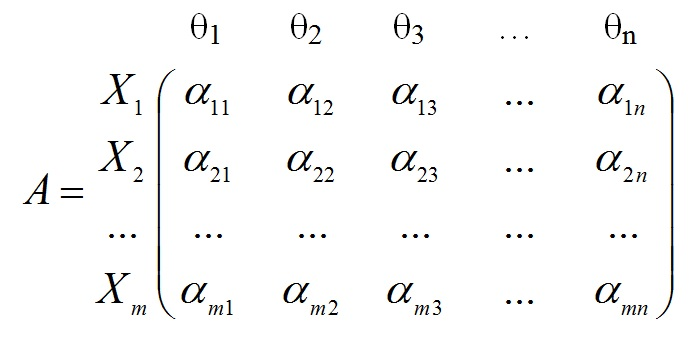 θ₁ θ₂ θ₃ ... θₙ
X₁ α₁₁ α₁₂ α₁₃ ... α₁ₙ
X₂ α₂₁ α₂₂ α₂₃ ... α₂ₙ
A =
... ... ... ... ... ...
Xₘ αₘ₁ αₘ₂ αₘ₃ ... αₘₙ